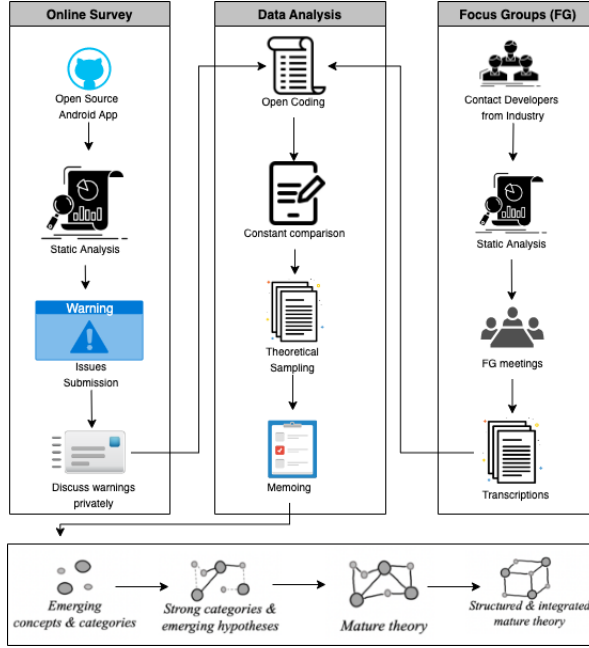 Online Survey
Open Source
Android App
Static Analysis
Warning
Issues
Submission
Discuss warnings
privately
Data Analysis
Open Coding
Constant comparison
Theoretical
Sampling
Memoing
Focus Groups (FG)
Contact Developers
from Industry
Static Analysis
FG meetings
Transcriptions
Emerging
concepts & categories
Strong categories &
emerging hypotheses
Mature theory
Structured & integrated
mature theory